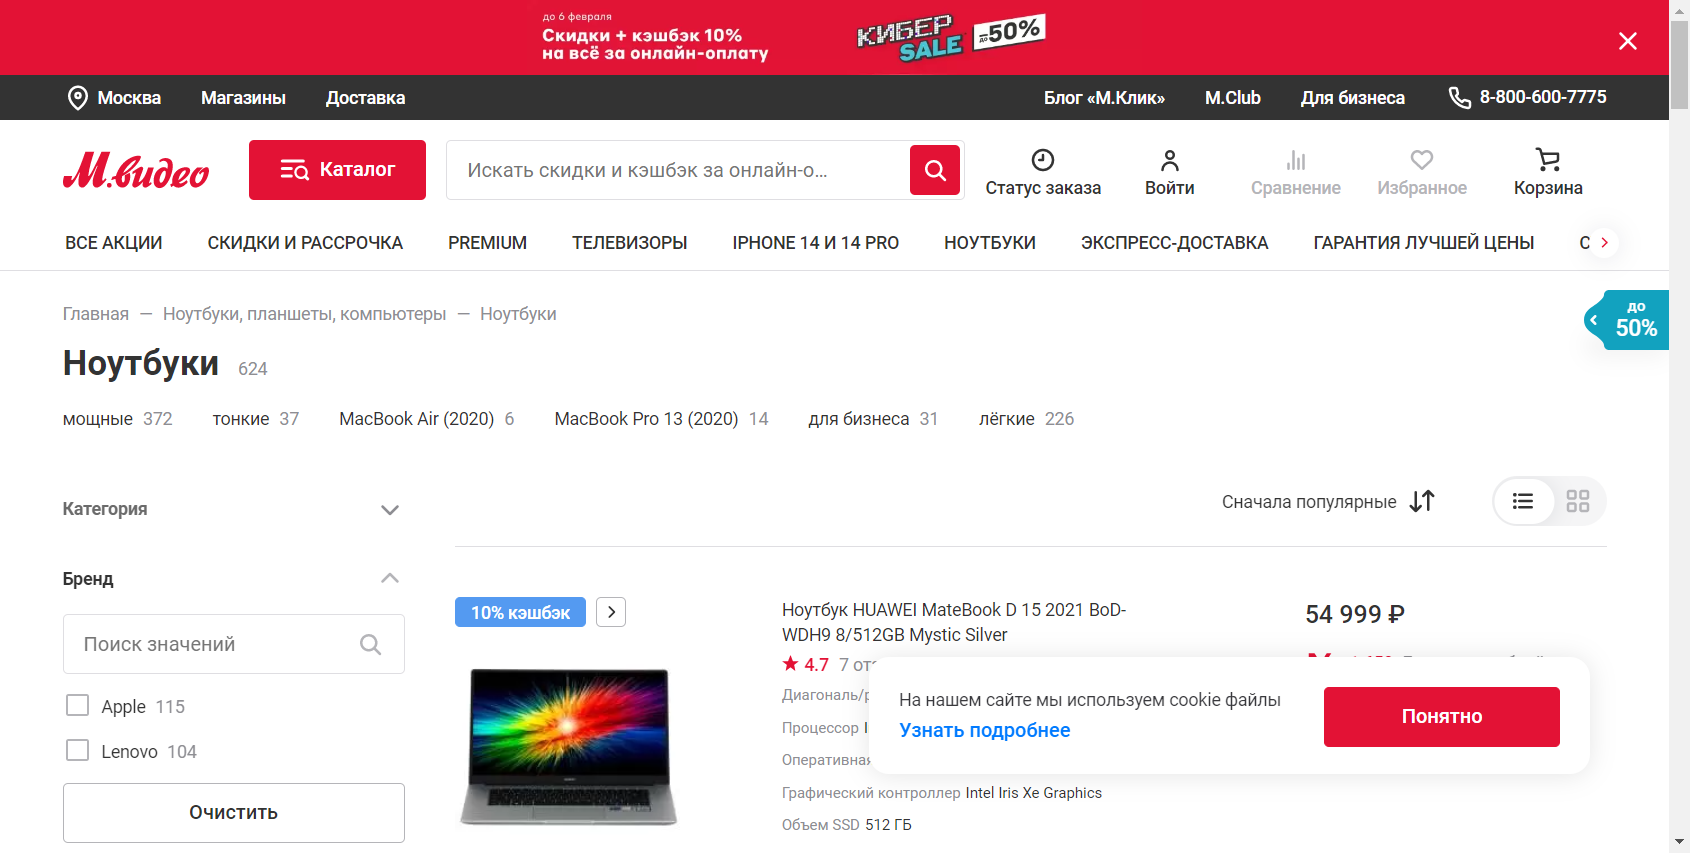 до 6 февраля
Скидки + кэшбэк 10%
на всё за онлайн-оплату
КИБЕР
SALE
до -50%
Москва
Магазины
Доставка
Блог «М.Клик»
M.Club
Для бизнеса
8-800-600-7775
М.видео
Каталог
Искать скидки и кэшбэк за онлайн-о...
Статус заказа
Войти
Сравнение
Избранное
Корзина
ВСЕ АКЦИИ
СКИДКИ И РАССРОЧКА
PREMIUM
ТЕЛЕВИЗОРЫ
IPHONE 14 И 14 PRO
НОУТБУКИ
ЭКСПРЕСС-ДОСТАВКА
ГАРАНТИЯ ЛУЧШЕЙ ЦЕНЫ
Главная — Ноутбуки, планшеты, компьютеры — Ноутбуки
до
50%
Ноутбуки 624
мощные 372
тонкие 37
MacBook Air (2020) 6
MacBook Pro 13 (2020) 14
для бизнеса 31
лёгкие 226
Категория
Сначала популярные
Бренд
Поиск значений
Apple 115
Lenovo 104
Очистить
10% кэшбэк
Ноутбук HUAWEI MateBook D 15 2021 BoD-
WDH9 8/512GB Mystic Silver
4.7 7
54 999 ₽
Диагональ/
Процессор
Оперативная
Графический контроллер Intel Iris Xe Graphics
Объем SSD 512 ГБ
На нашем сайте мы используем cookie файлы
Узнать подробнее
Понятно